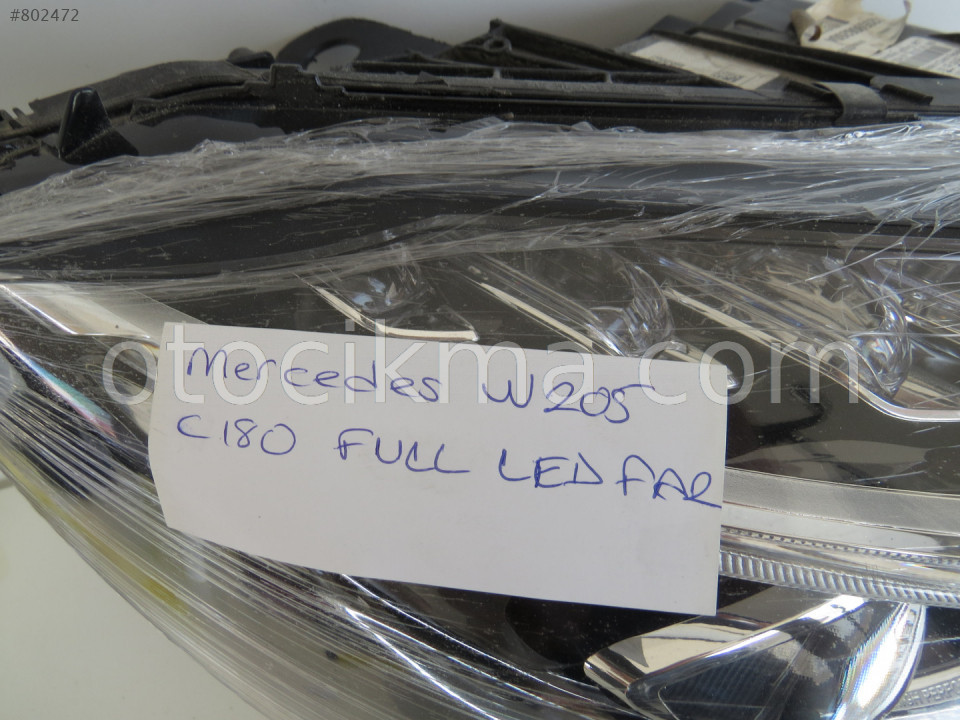 #802472
otocikma.com
Mercedes W205
C180 FULL LED FAR